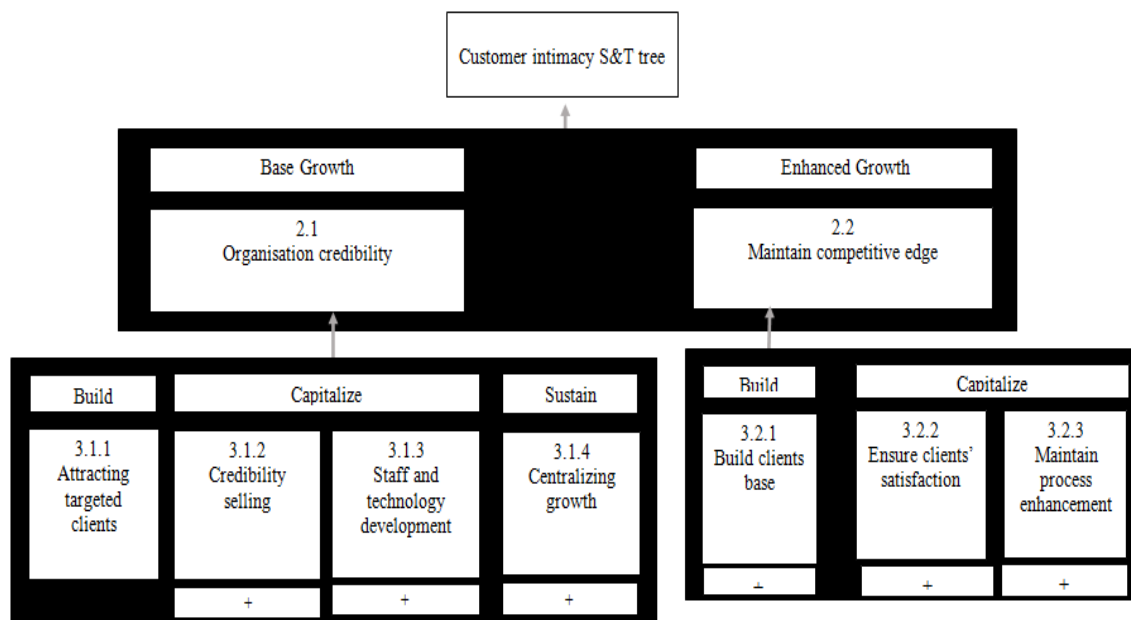 Customer intimacy S&T tree
Base Growth
Enhanced Growth
2.1
Organisation credibility
2.2
Maintain competitive edge
Build
Capitalize
Sustain
3.1.1
Attracting
targeted
clients
3.1.2
Credibility
selling
3.1.3
Staff and
technology
development
3.1.4
Centralizing
growth
+
+
+
Build
Capitalize
3.2.1
Build clients
base
3.2.2
Ensure clients’
satisfaction
3.2.3
Maintain
process
enhancement
+
+
+